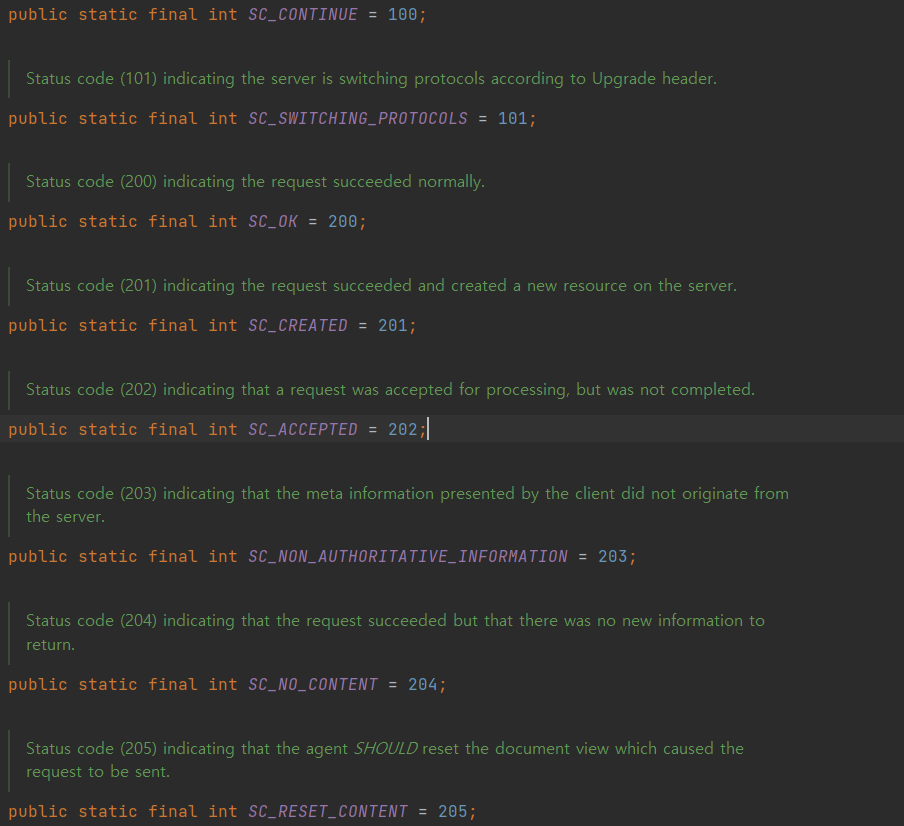 public static final int SC_CONTINUE = 100;
Status code (101) indicating the server is switching protocols according to Upgrade header.
public static final int SC_SWITCHING_PROTOCOLS = 101;
Status code (200) indicating the request succeeded normally.
public static final int SC_OK = 200;
Status code (201) indicating the request succeeded and created a new resource on the server.
public static final int SC_CREATED = 201;
Status code (202) indicating that a request was accepted for processing, but was not completed.
public static final int SC_ACCEPTED = 202;
Status code (203) indicating that the meta information presented by the client did not originate from
the server.
public static final int SC_NON_AUTHORITATIVE_INFORMATION = 203;
Status code (204) indicating that the request succeeded but that there was no new information to
return.
public static final int SC_NO_CONTENT = 204;
Status code (205) indicating that the agent SHOULD reset the document view which caused the
request to be sent.
public static final int SC_RESET_CONTENT = 205;